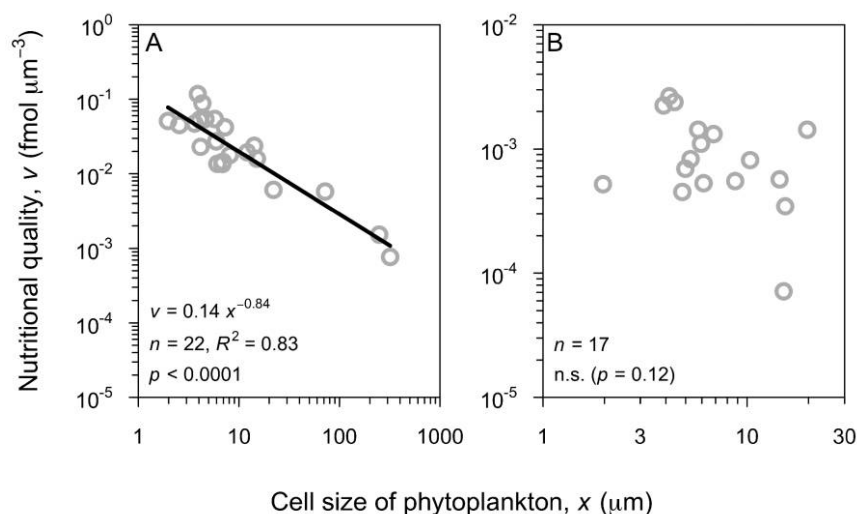 Nutritional quality, v (fmol μm⁻³)
A
10⁰
10⁻¹
10⁻²
10⁻³
10⁻⁴
10⁻⁵
v = 0.14 x⁻⁰·⁸⁴
n = 22, R² = 0.83
p < 0.0001
1 10 100 1000
B
10⁻²
10⁻³
10⁻⁴
10⁻⁵
n = 17
n.s. (p = 0.12)
1 3 10 30
Cell size of phytoplankton, x (μm)